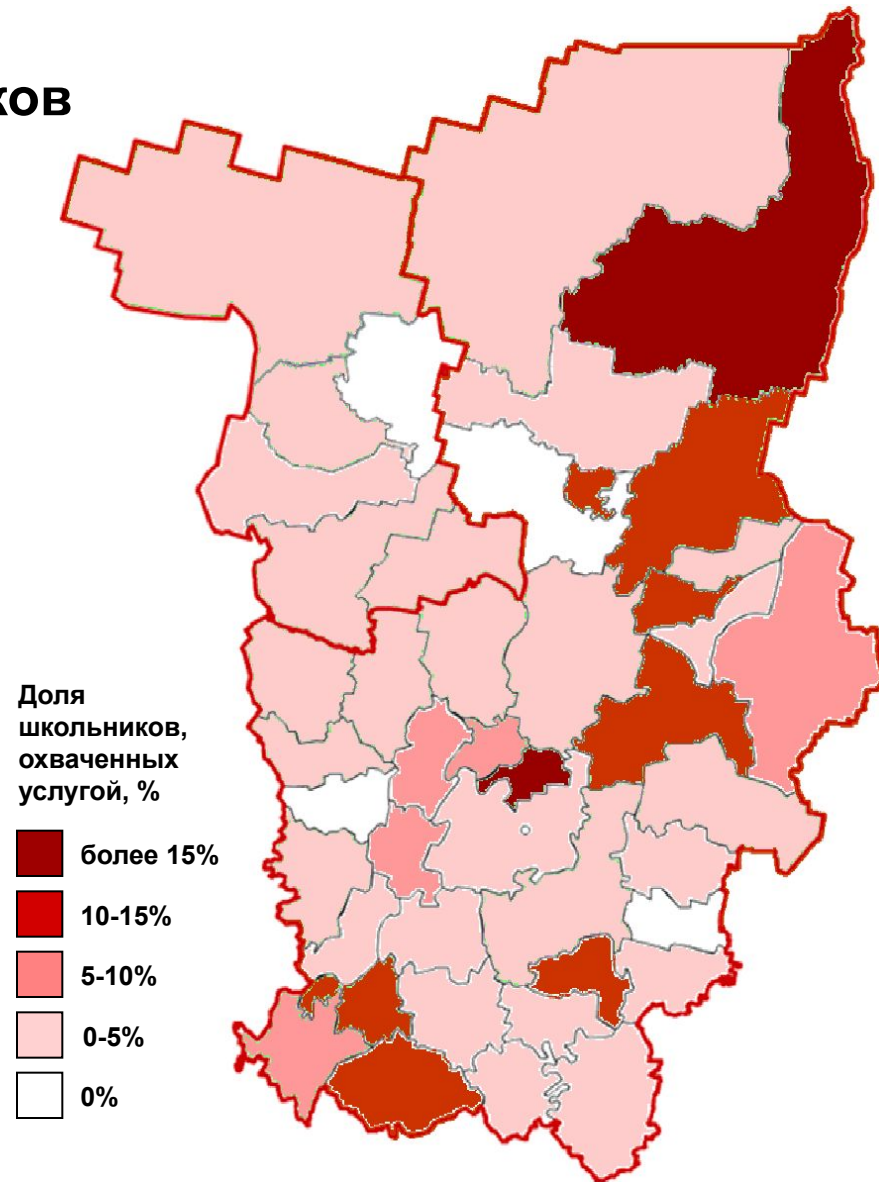 ков
Доля
школьников,
охваченных
услугой, %
более 15%
10-15%
5-10%
0-5%
0%